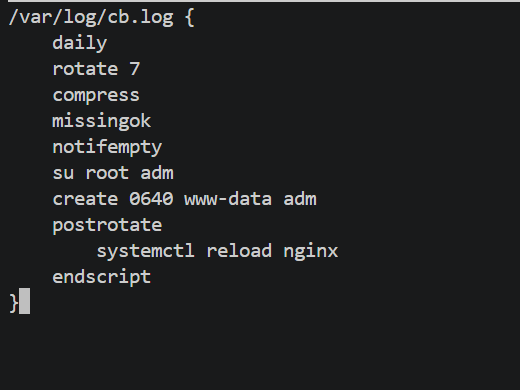 /var/log/cb.log {
    daily
    rotate 7
    compress
    missingok
    notifempty
    su root adm
    create 0640 www-data adm
    postrotate
        systemctl reload nginx
    endscript
}